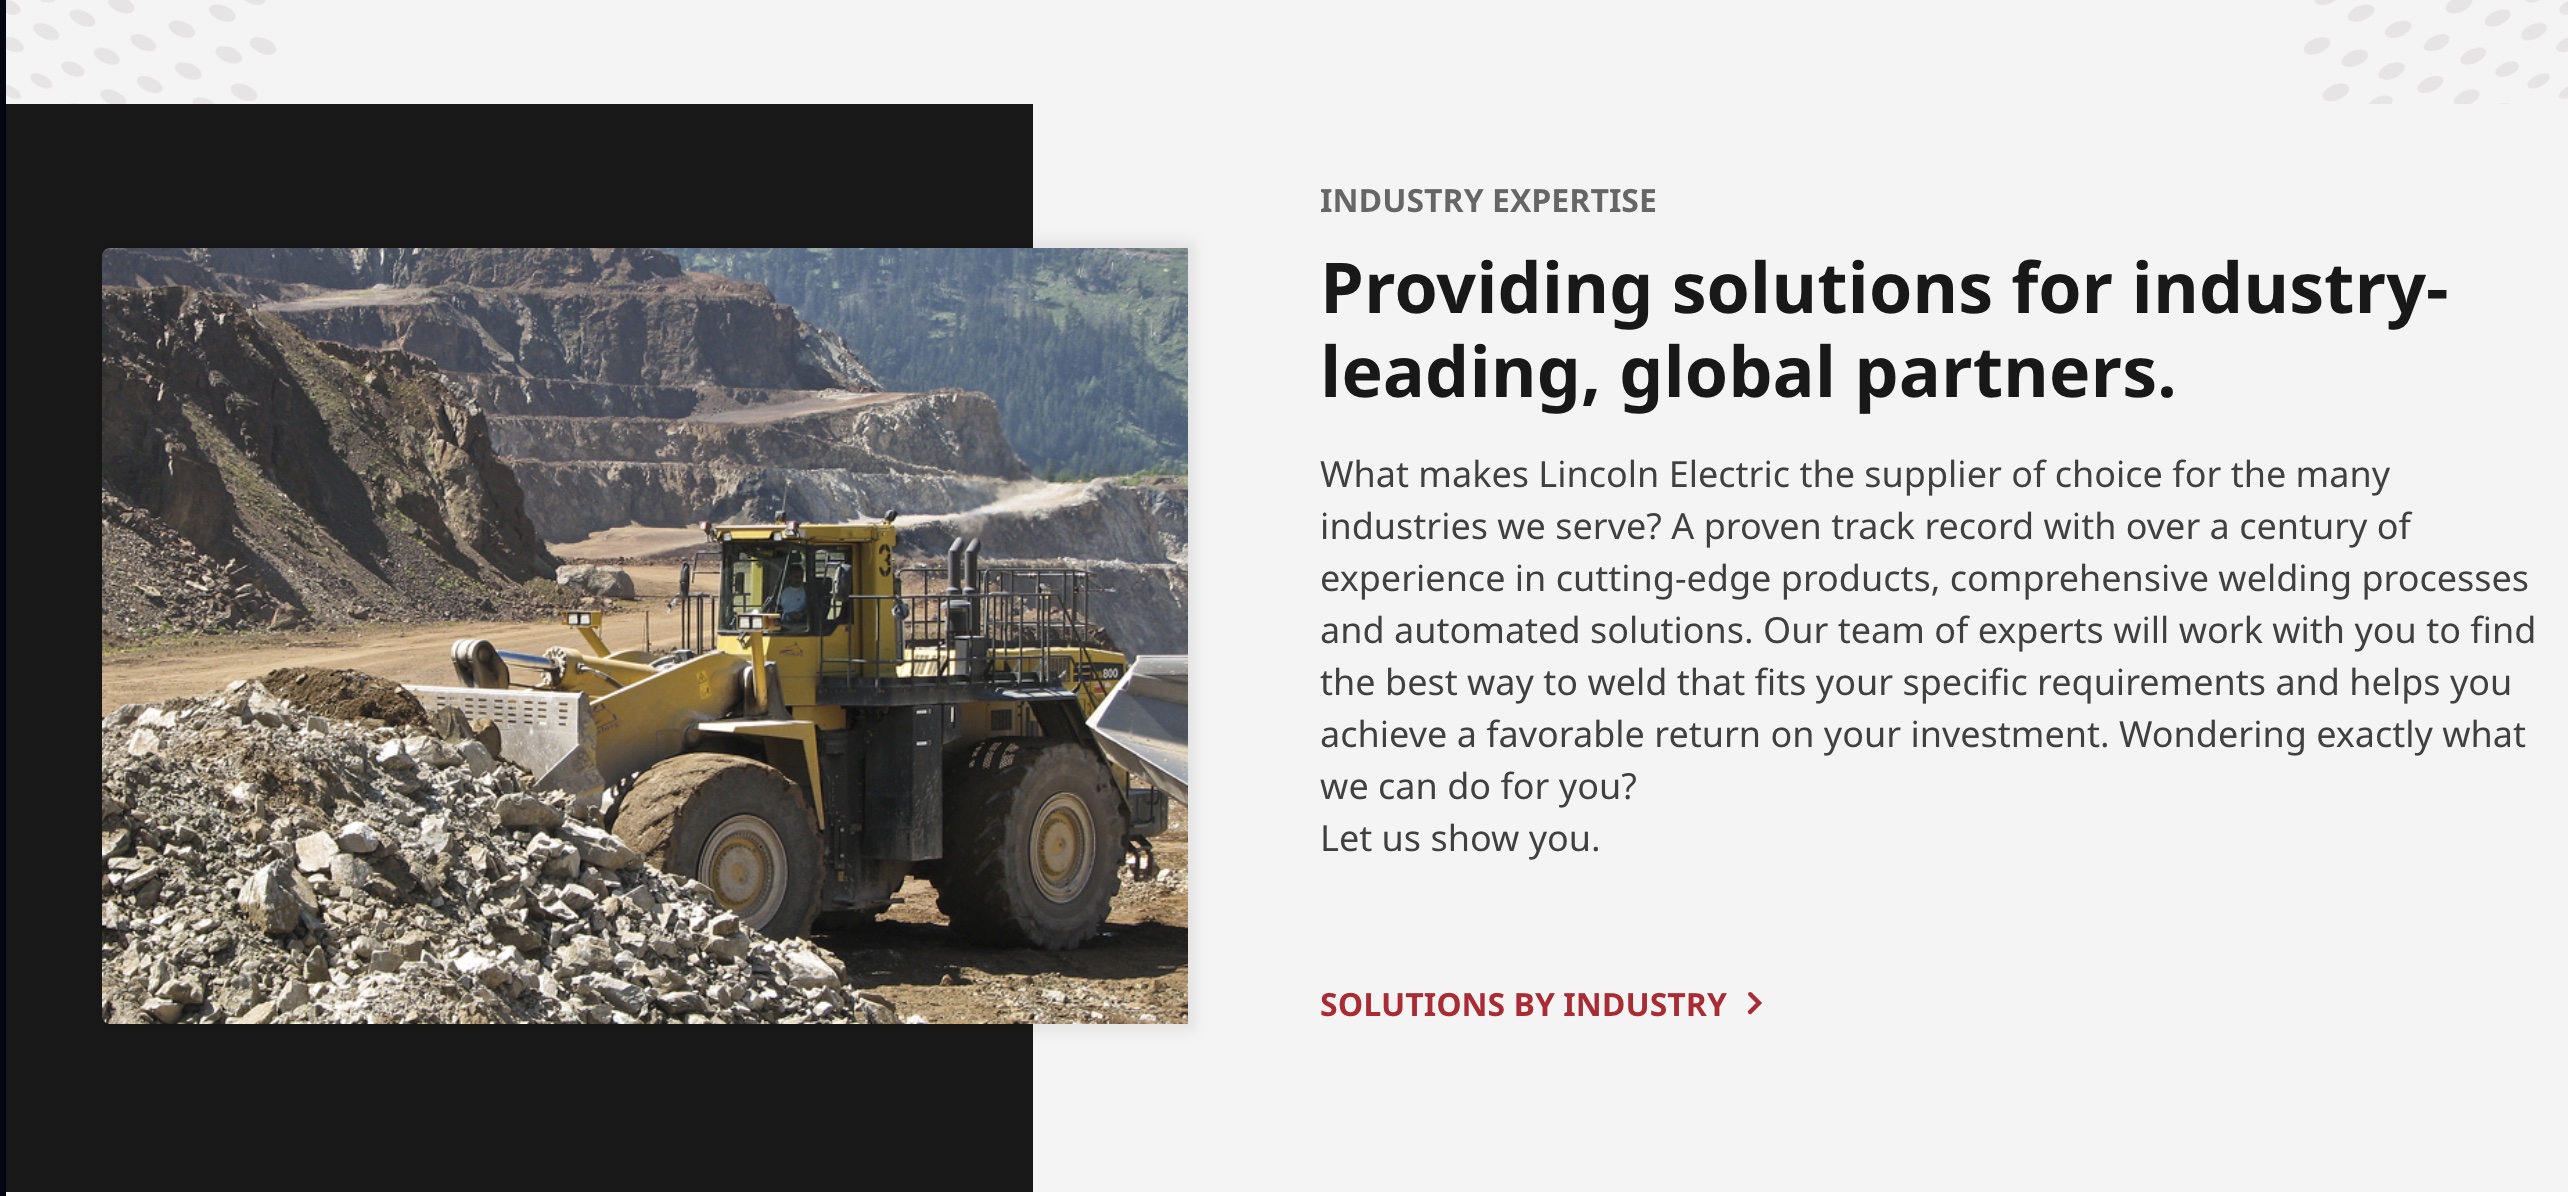 INDUSTRY EXPERTISE
Providing solutions for industry-
leading, global partners.
What makes Lincoln Electric the supplier of choice for the many
industries we serve? A proven track record with over a century of
experience in cutting-edge products, comprehensive welding processes
and automated solutions. Our team of experts will work with you to find
the best way to weld that fits your specific requirements and helps you
achieve a favorable return on your investment. Wondering exactly what
we can do for you?
Let us show you.
SOLUTIONS BY INDUSTRY
3
800